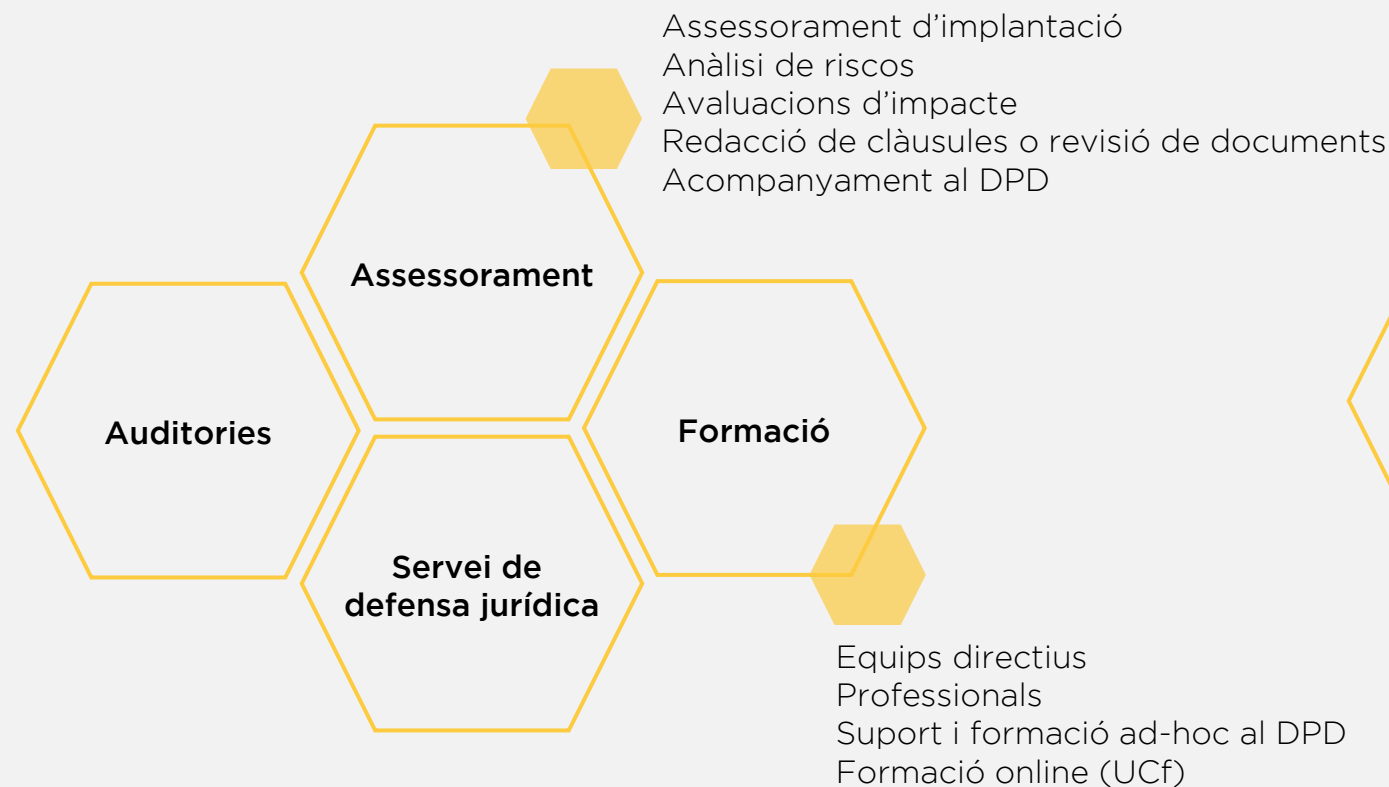 Assessorament d’implantació
Anàlisi de riscos
Avaluacions d’impacte
Redacció de clàusules o revisió de documents
Acompanyament al DPD
Assessorament
Auditories
Formació
Servei de
defensa jurídica
Equips directius
Professionals
Suport i formació ad-hoc al DPD
Formació online (UCf)